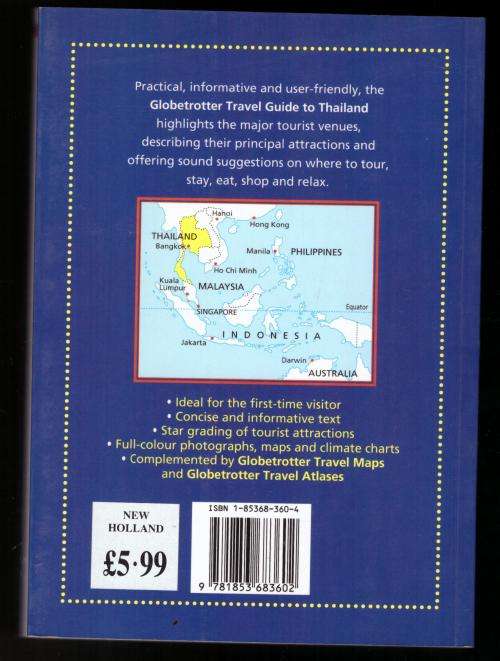 Practical, informative and user-friendly, the
Globetrotter Travel Guide to Thailand
highlights the major tourist venues,
describing their principal attractions and
offering sound suggestions on where to tour,
stay, eat, shop and relax.
Hanoi
Hong Kong
THAILAND
Bangkok
Manila
PHILIPPINES
Ho Chi Minh
Kuala
Lumpur
MALAYSIA
SINGAPORE
Equator
INDONESIA
Jakarta
Darwin
AUSTRALIA
• Ideal for the first-time visitor
• Concise and informative text
• Star grading of tourist attractions
• Full-colour photographs, maps and climate charts
• Complemented by Globetrotter Travel Maps
and Globetrotter Travel Atlases
NEW
HOLLAND
£5·99
ISBN 1-85368-360-4
9 781853 683602